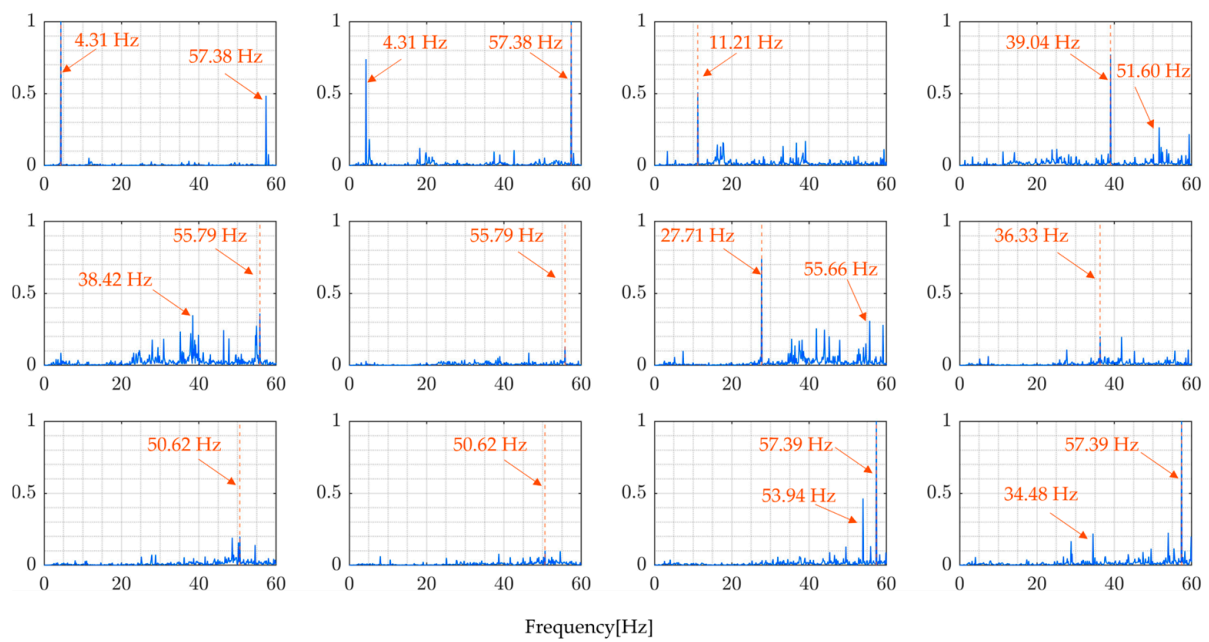 1
4.31 Hz
57.38 Hz
0.5
0
0 20 40 60
1
4.31 Hz 57.38 Hz
0.5
0
0 20 40 60
1
11.21 Hz
0.5
0
0 20 40 60
1
39.04 Hz
51.60 Hz
0.5
0
0 20 40 60
1
55.79 Hz
38.42 Hz
0.5
0
0 20 40 60
1
55.79 Hz
0.5
0
0 20 40 60
1
27.71 Hz
55.66 Hz
0.5
0
0 20 40 60
1
36.33 Hz
0.5
0
0 20 40 60
1
50.62 Hz
0.5
0
0 20 40 60
1
50.62 Hz
0.5
0
0 20 40 60
1
57.39 Hz
53.94 Hz
0.5
0
0 20 40 60
1
57.39 Hz
34.48 Hz
0.5
0
0 20 40 60
Frequency[Hz]